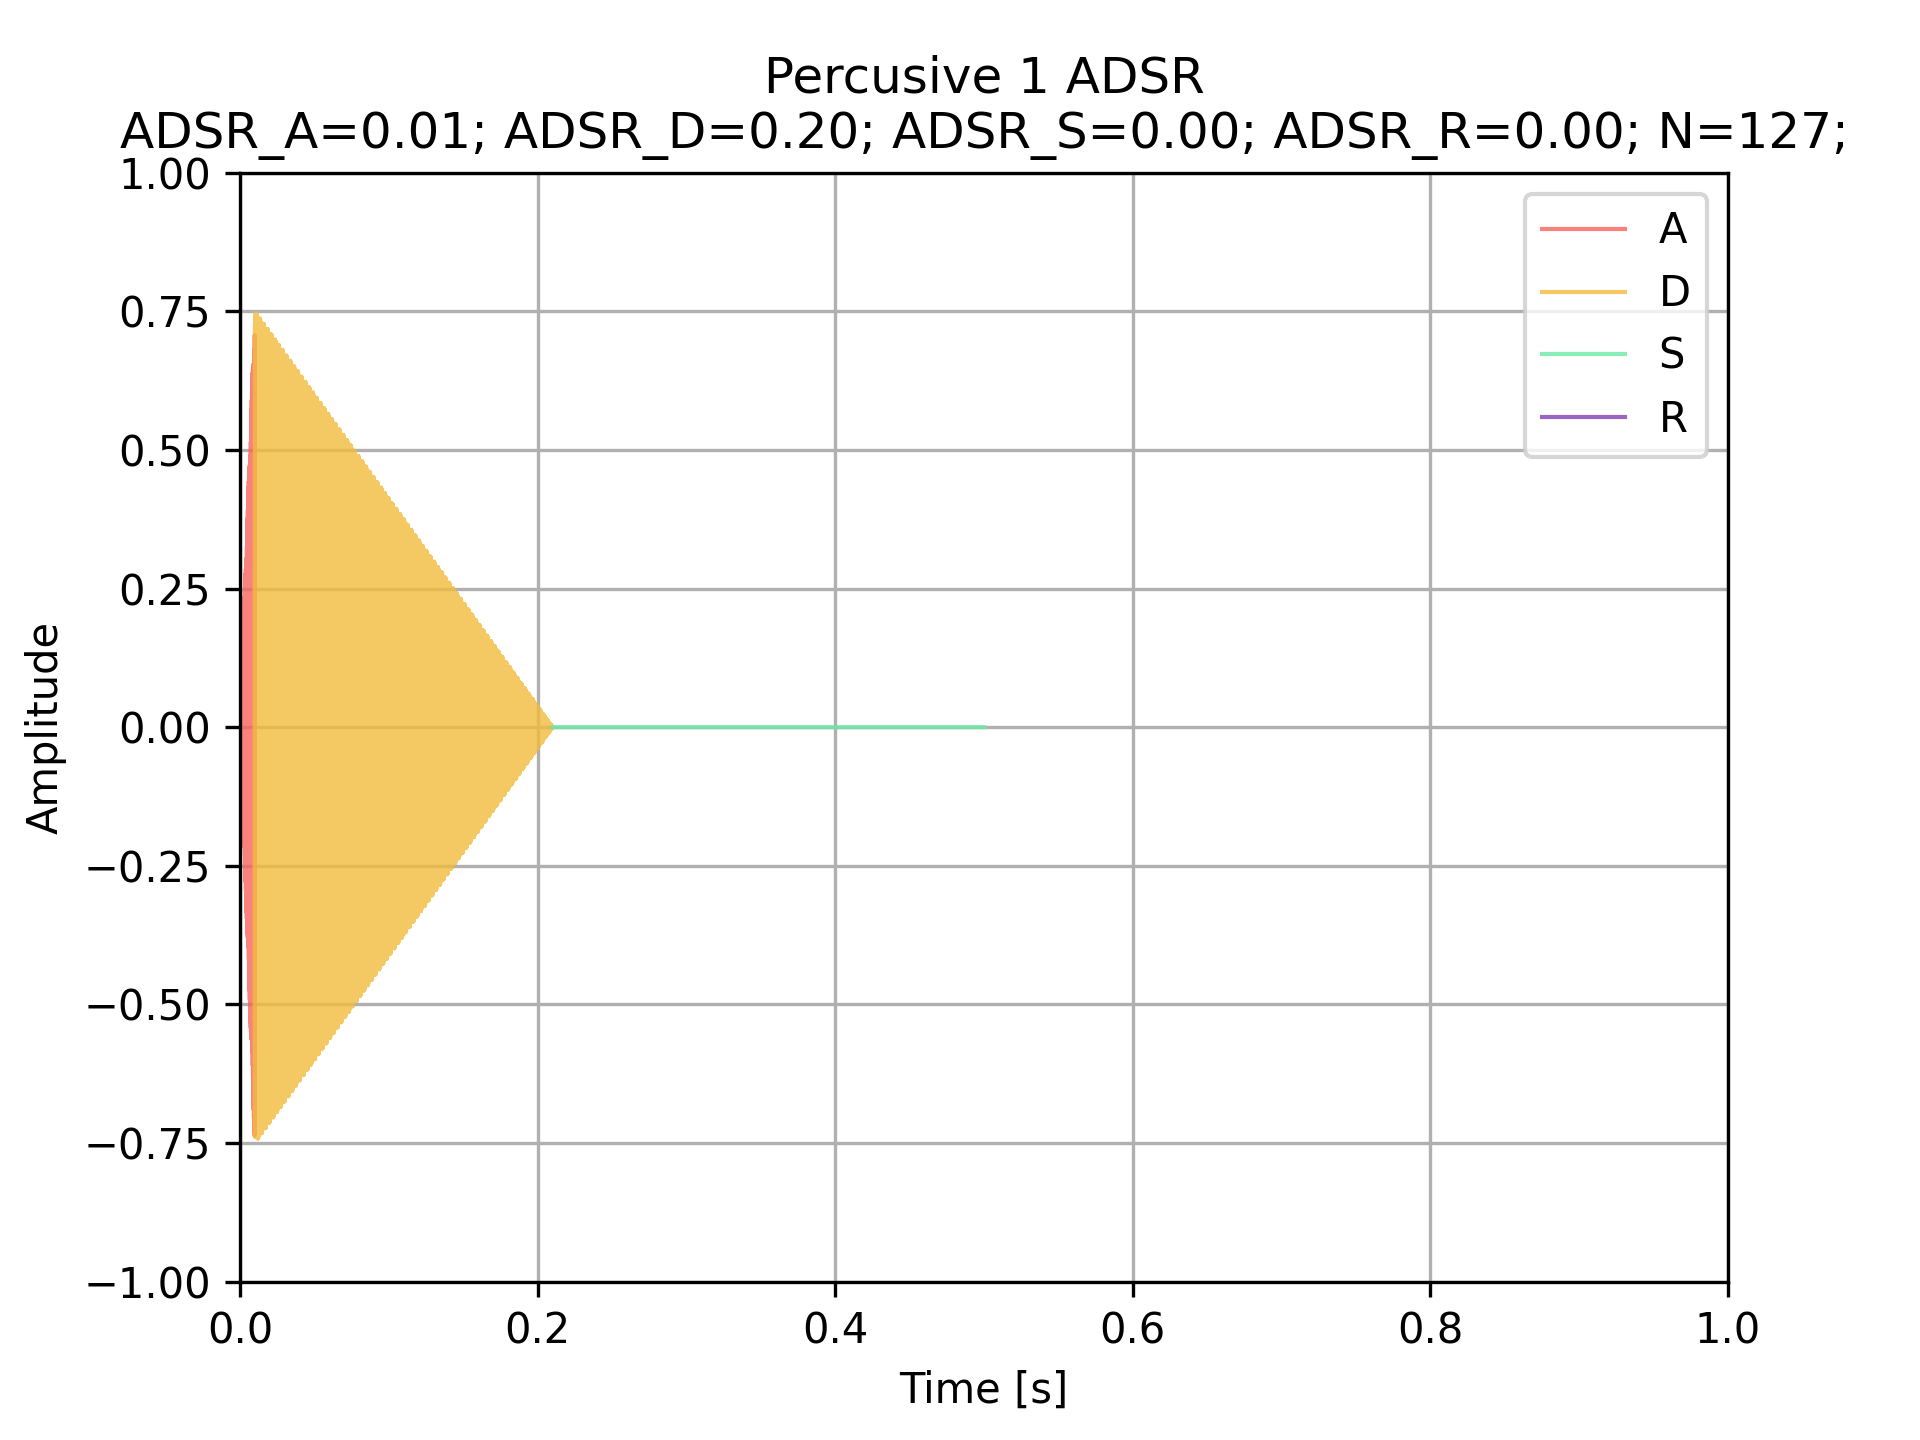 Percusive 1 ADSR
ADSR_A=0.01; ADSR_D=0.20; ADSR_S=0.00; ADSR_R=0.00; N=127;
1.00
0.75
0.50
0.25
0.00
−0.25
−0.50
−0.75
−1.00
Amplitude
A
D
S
R
0.0 0.2 0.4 0.6 0.8 1.0
Time [s]